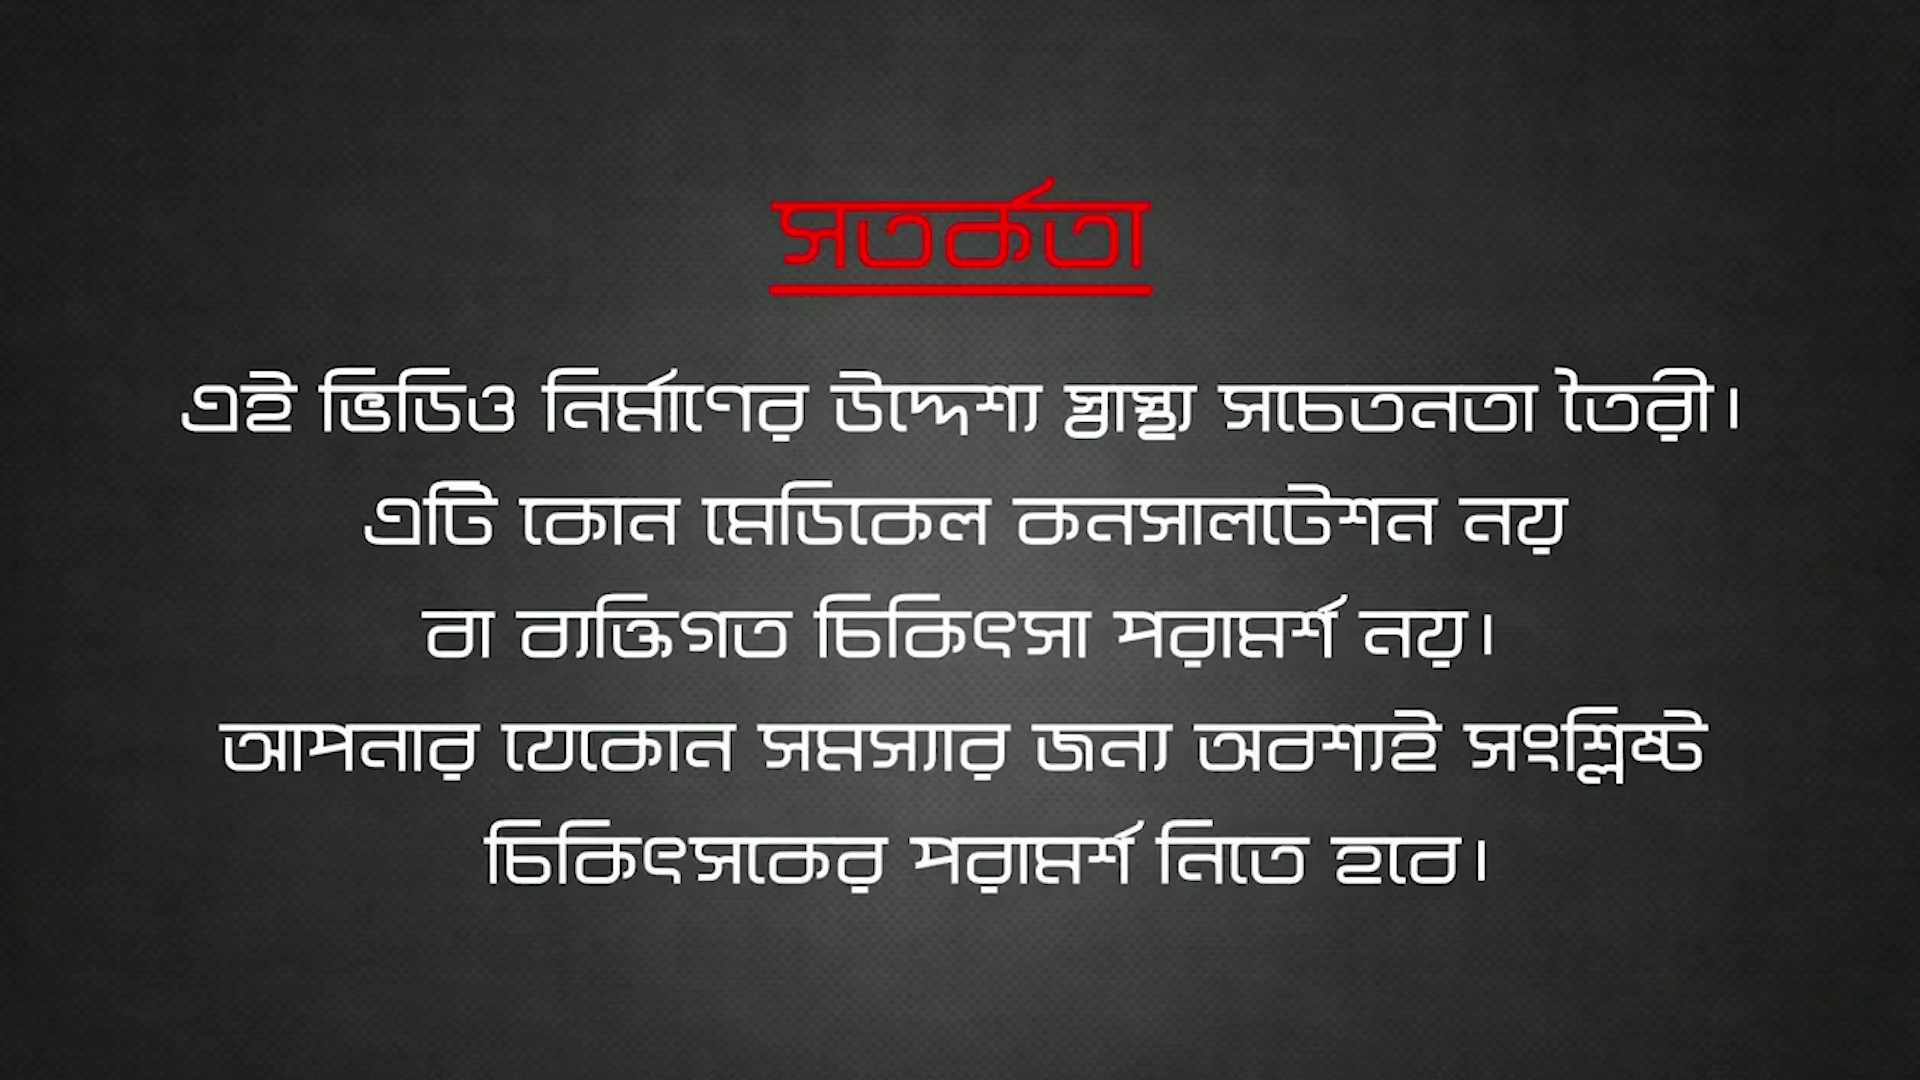 সতর্কতা
এই ভিডিও নির্মাণের উদ্দেশ্য স্বাস্থ্য সচেতনতা তৈরী।
এটি কোন মেডিকেল কনসালটেশন নয়
বা ব্যক্তিগত চিকিৎসা পরামর্শ নয়।
আপনার যেকোন সমস্যার জন্য অবশ্যই সংশ্লিষ্ট
চিকিৎসকের পরামর্শ নিতে হবে।